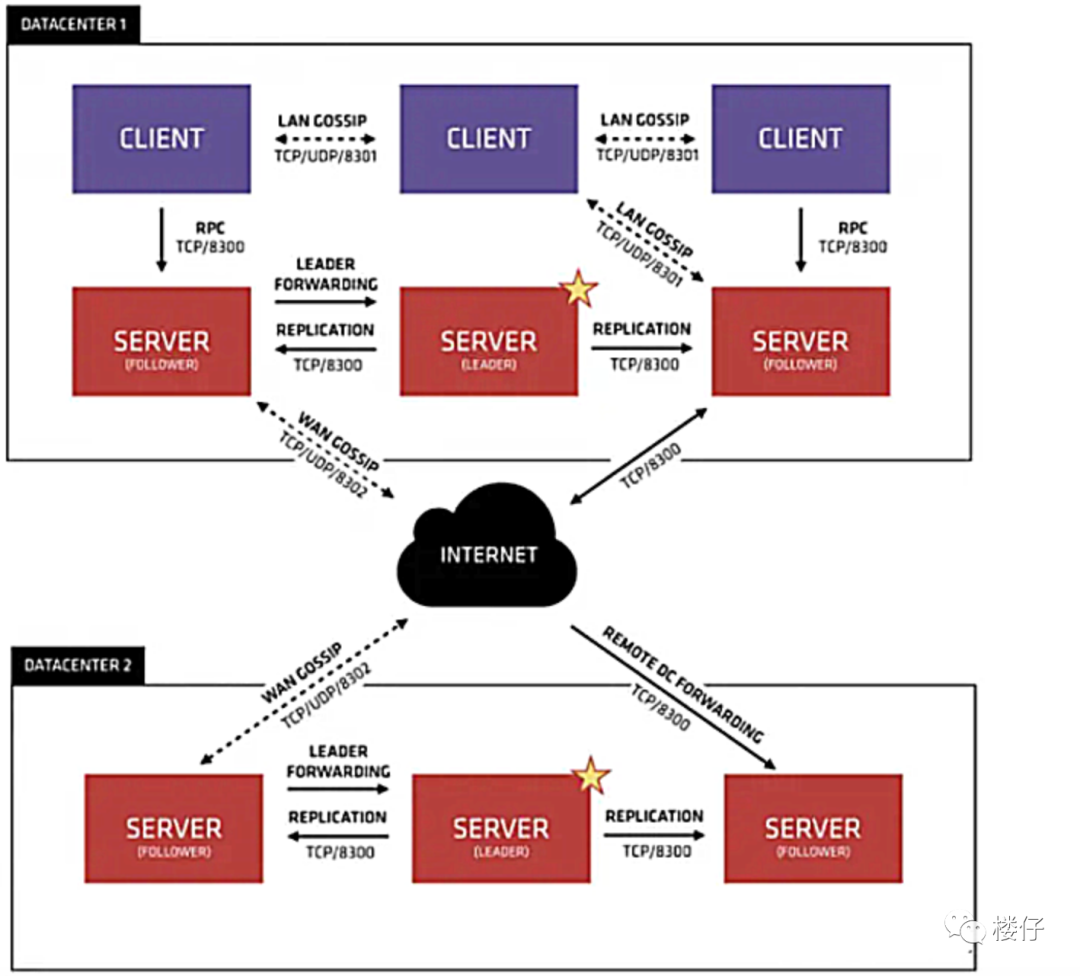 DATACENTER 1
CLIENT
LAN GOSSIP
TCP/UDP/8301
CLIENT
LAN GOSSIP
TCP/UDP/8301
CLIENT
RPC
TCP/8300
LAN GOSSIP
TCP/UDP/8301
RPC
TCP/8300
SERVER
(FOLLOWER)
LEADER
FORWARDING
REPLICATION
TCP/8300
SERVER
(LEADER)
REPLICATION
TCP/8300
SERVER
(FOLLOWER)
WAN GOSSIP
TCP/UDP/8302
TCP/8300
INTERNET
DATACENTER 2
WAN GOSSIP
TCP/UDP/8302
REMOTE DC FORWARDING
TCP/8300
SERVER
(FOLLOWER)
LEADER
FORWARDING
REPLICATION
TCP/8300
SERVER
(LEADER)
REPLICATION
TCP/8300
SERVER
(FOLLOWER)
楼仔